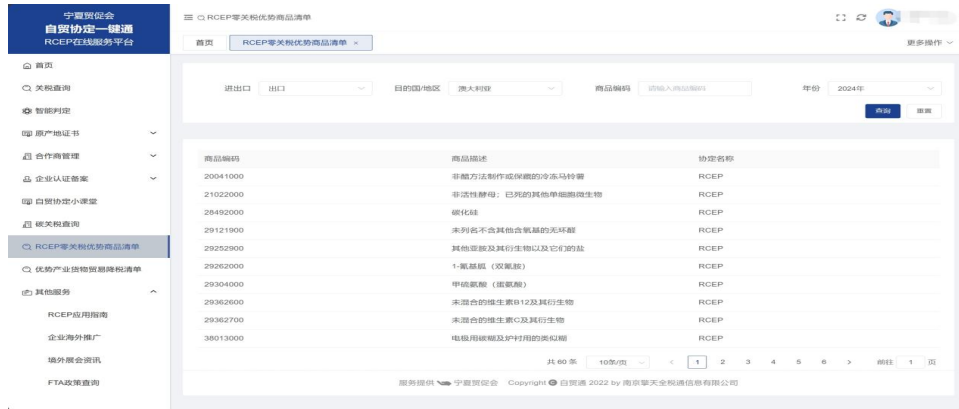 宁夏贸促会
自贸协定一键通
RCEP在线服务平台
首页
关税查询
智能判定
原产地证书
合作商管理
企业认证备案
自贸协定小课堂
碳关税查询
RCEP零关税优势商品清单
优势产业货物贸易降税清单
其他服务
RCEP应用指南
企业海外推广
境外展会资讯
FTA政策查询
RCEP零关税优势商品清单
首页 RCEP零关税优势商品清单 × 更多操作
进出口 出口 目的国/地区 澳大利亚 商品编码 请输入商品编码 年份 2024年
查询 重置
商品编码 商品描述 协定名称
20041000 非醋方法制作或保藏的冷冻马铃薯 RCEP
21022000 非活性酵母；已死的其他单细胞微生物 RCEP
28492000 碳化硅 RCEP
29121900 未列名不含其他含氧基的无环醛 RCEP
29252900 其他亚胺及其衍生物以及它们的盐 RCEP
29262000 1-氰基胍（双氰胺） RCEP
29304000 甲硫氨酸（蛋氨酸） RCEP
29362600 未混合的维生素B12及其衍生物 RCEP
29362700 未混合的维生素C及其衍生物 RCEP
38013000 电极用碳糊及炉衬用的类似糊 RCEP
共 60 条 10条/页 < 1 2 3 4 5 6 > 前往 1 页
服务提供 宁夏贸促会 Copyright 自贸通 2022 by 南京擎天全税通信息有限公司